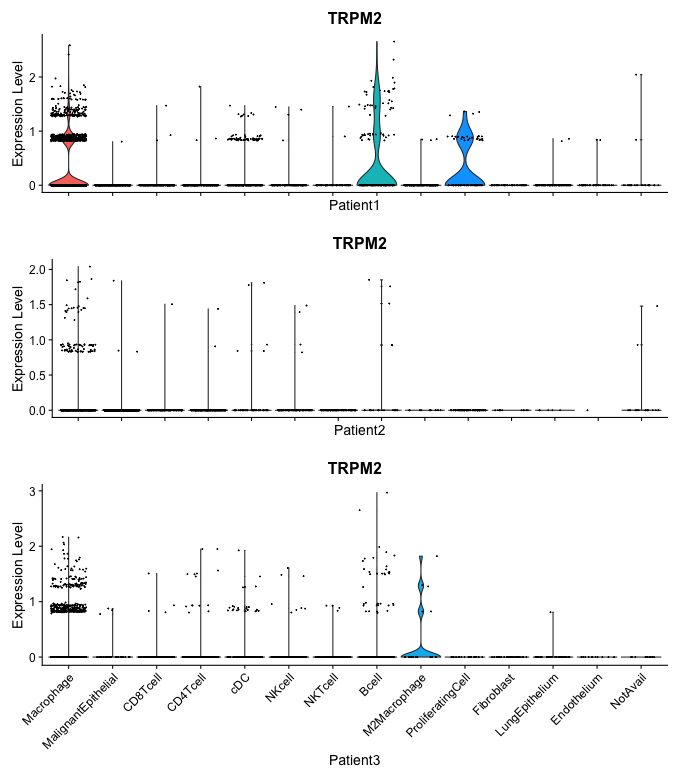 TRPM2
Expression Level
2
1
0
Patient1
TRPM2
Expression Level
2.0
1.5
1.0
0.5
0.0
Patient2
TRPM2
Expression Level
3
2
1
0
Macrophage
MalignantEpithelial
CD8Tcell
CD4Tcell
cDC
NKcell
NKTcell
Bcell
M2Macrophage
ProliferatingCell
Fibroblast
LungEpithelium
Endothelium
NotAvail
Patient3